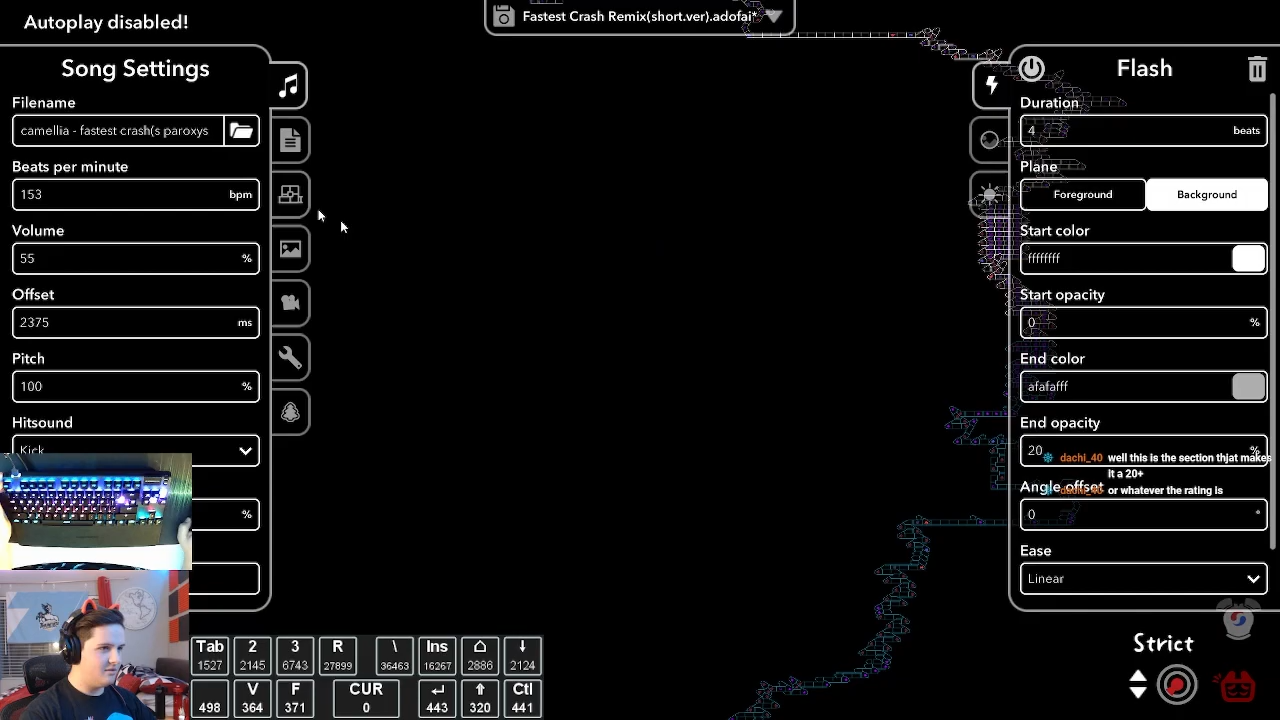 Autoplay disabled!
Fastest Crash Remix(short.ver).adofai*
Song Settings
Filename
camellia - fastest crash(s paroxys
Beats per minute
153 bpm
Volume
55 %
Offset
2375 ms
Pitch
100 %
Hitsound
Kick
%
Flash
Duration
4 beats
Plane
Foreground Background
Start color
ffffffff
Start opacity
0 %
End color
afafafff
End opacity
20 %
dachi_40 well this is the section thjat makes
it a 20+
dachi_40 or whatever the rating is
Angle offset
0 °
Ease
Linear
Strict
Tab 2 3 R \ Ins ⌂ ↓
1527 2145 6743 27899 36463 16267 2886 2124
V F CUR ↵ ↑ Ctl
498 364 371 0 443 320 441